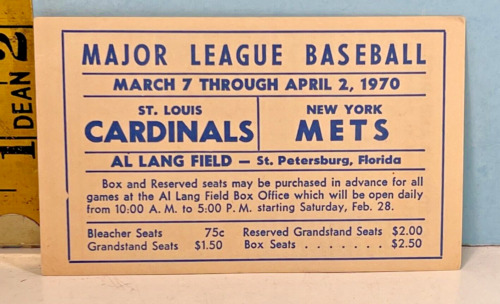 MAJOR LEAGUE BASEBALL
MARCH 7 THROUGH APRIL 2, 1970
ST. LOUIS
CARDINALS
NEW YORK
METS
AL LANG FIELD — St. Petersburg, Florida
Box and Reserved seats may be purchased in advance for all
games at the Al Lang Field Box Office which will be open daily
from 10:00 A. M. to 5:00 P. M. starting Saturday, Feb. 28.
Bleacher Seats 75c
Grandstand Seats $1.50
Reserved Grandstand Seats $2.00
Box Seats . . . . . . . $2.50
1 DEAN 2